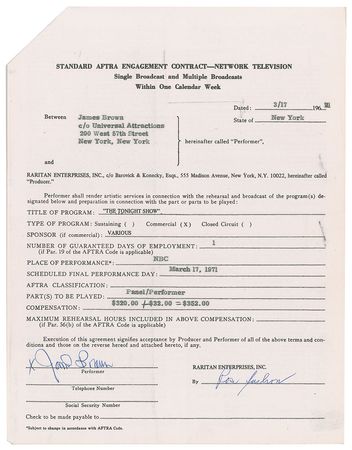 STANDARD AFTRA ENGAGEMENT CONTRACT—NETWORK TELEVISION
Single Broadcast and Multiple Broadcasts
Within One Calendar Week
Dated: 3/17 196
Between James Brown State of New York
c/o Universal Attractions
200 West 57th Street hereinafter called "Performer",
New York, New York
and
RARITAN ENTERPRISES, INC., c/o Barovick & Konecky, Esqs., 555 Madison Avenue, New York, N.Y. 10022, hereinafter called
"Producer."
Performer shall render artistic services in connection with the rehearsal and broadcast of the program(s) de-
signated below and preparation in connection with the part or parts to be played:
TITLE OF PROGRAM: "THE TONIGHT SHOW"
TYPE OF PROGRAM: Sustaining ( ) Commercial (X) Closed Circuit ( )
SPONSOR (if commercial): VARIOUS
NUMBER OF GUARANTEED DAYS OF EMPLOYMENT: 1
(if Par. 19 of the AFTRA Code is applicable)
PLACE OF PERFORMANCE*: NBC
SCHEDULED FINAL PERFORMANCE DAY: March 17, 1971
AFTRA CLASSIFICATION:
PART(S) TO BE PLAYED: Panel/Performer
COMPENSATION: $320.00 + $32.00 = $352.00
MAXIMUM REHEARSAL HOURS INCLUDED IN ABOVE COMPENSATION:
(if Par. 56(b) of the AFTRA Code is applicable)
Execution of this agreement signifies acceptance by Producer and Performer of all of the above terms and con-
ditions and those on the reverse hereof and attached hereto, if any.
x James Brown RARITAN ENTERPRISES, INC.
Performer
By
Telephone Number
Social Security Number
Check to be made payable to
*Subject to change in accordance with AFTRA Code.